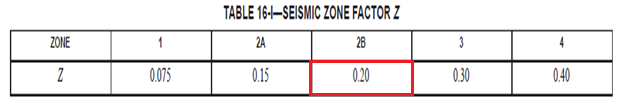 TABLE 16-I—SEISMIC ZONE FACTOR Z
ZONE 1 2A 2B 3 4
Z 0.075 0.15 0.20 0.30 0.40